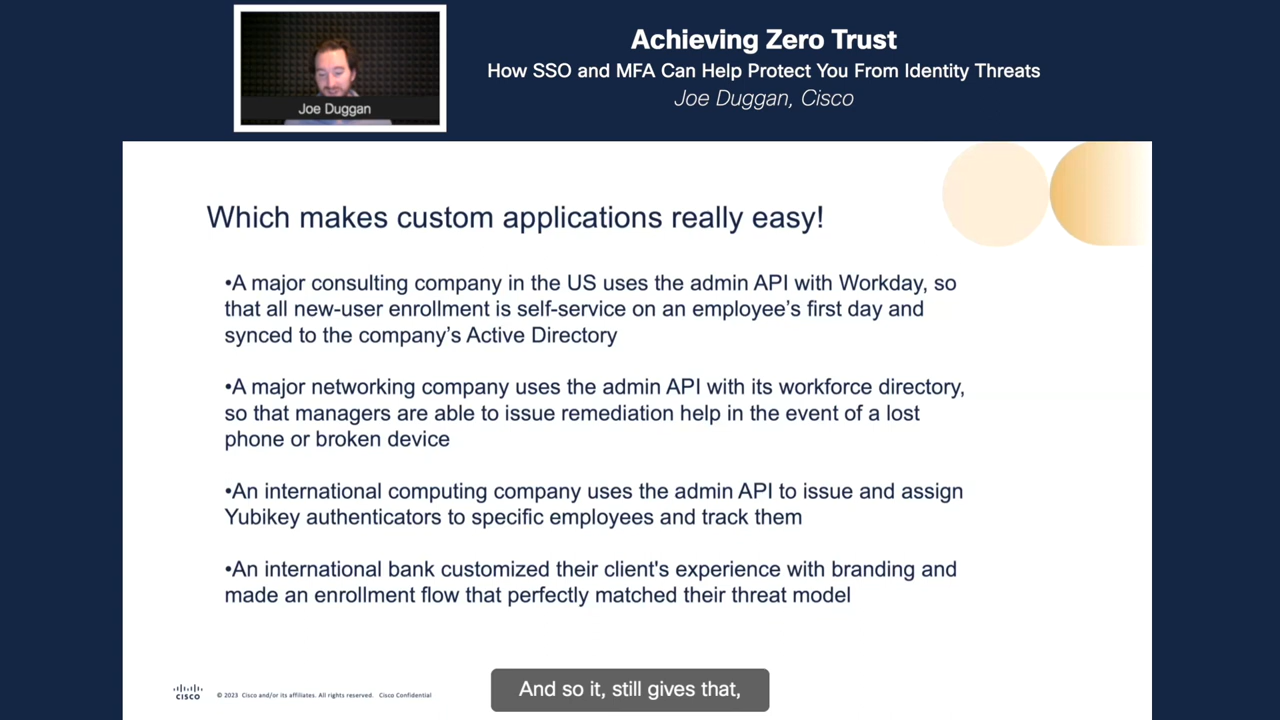 Joe Duggan
Achieving Zero Trust
How SSO and MFA Can Help Protect You From Identity Threats
Joe Duggan, Cisco
Which makes custom applications really easy!
•A major consulting company in the US uses the admin API with Workday, so
that all new-user enrollment is self-service on an employee’s first day and
synced to the company’s Active Directory
•A major networking company uses the admin API with its workforce directory,
so that managers are able to issue remediation help in the event of a lost
phone or broken device
•An international computing company uses the admin API to issue and assign
Yubikey authenticators to specific employees and track them
•An international bank customized their client's experience with branding and
made an enrollment flow that perfectly matched their threat model
CISCO
© 2023 Cisco and/or its affiliates. All rights reserved. Cisco Confidential
And so it, still gives that,